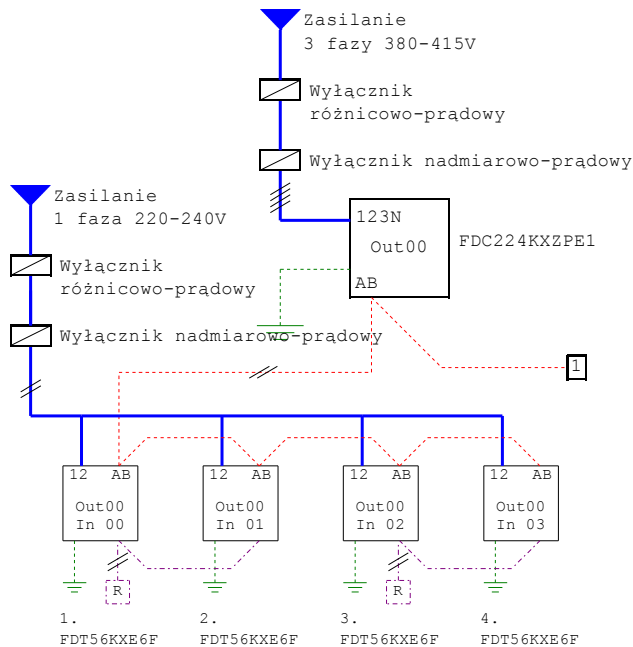 Zasilanie
3 fazy 380-415V
Wyłącznik
różnicowo-prądowy
Wyłącznik nadmiarowo-prądowy
123N
Out00
AB
FDC224KXZPE1
Zasilanie
1 faza 220-240V
Wyłącznik
różnicowo-prądowy
Wyłącznik nadmiarowo-prądowy
1
12 AB
Out00
In 00
12 AB
Out00
In 01
12 AB
Out00
In 02
12 AB
Out00
In 03
R
R
1.
FDT56KXE6F
2.
FDT56KXE6F
3.
FDT56KXE6F
4.
FDT56KXE6F